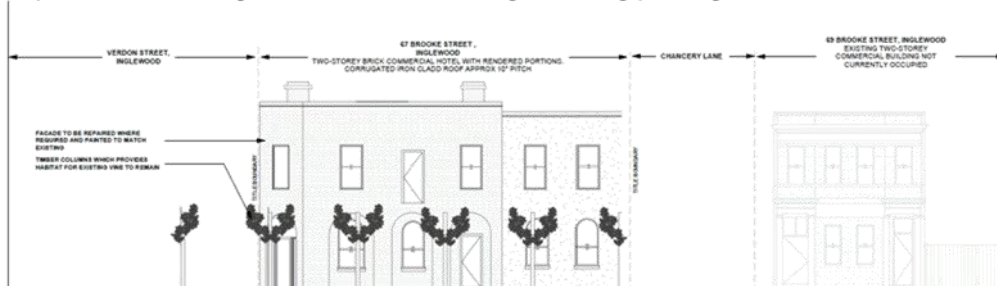 VERDON STREET,
INGLEWOOD
67 BROOKE STREET ,
INGLEWOOD
TWO-STOREY BRICK COMMERCIAL HOTEL WITH RENDERED PORTIONS.
CORRUGATED IRON CLADD ROOF APPROX 10° PITCH
CHANCERY LANE
69 BROOKE STREET, INGLEWOOD
EXISTING TWO-STOREY
COMMERCIAL BUILDING NOT
CURRENTLY OCCUPIED
FACADE TO BE REPAIRED WHERE
REQUIRED AND PAINTED TO MATCH
EXISTING
TIMBER COLUMNS WHICH PROVIDES
HABITAT FOR EXISTING VINE TO REMAIN
TITLE BOUNDARY
TITLE BOUNDARY